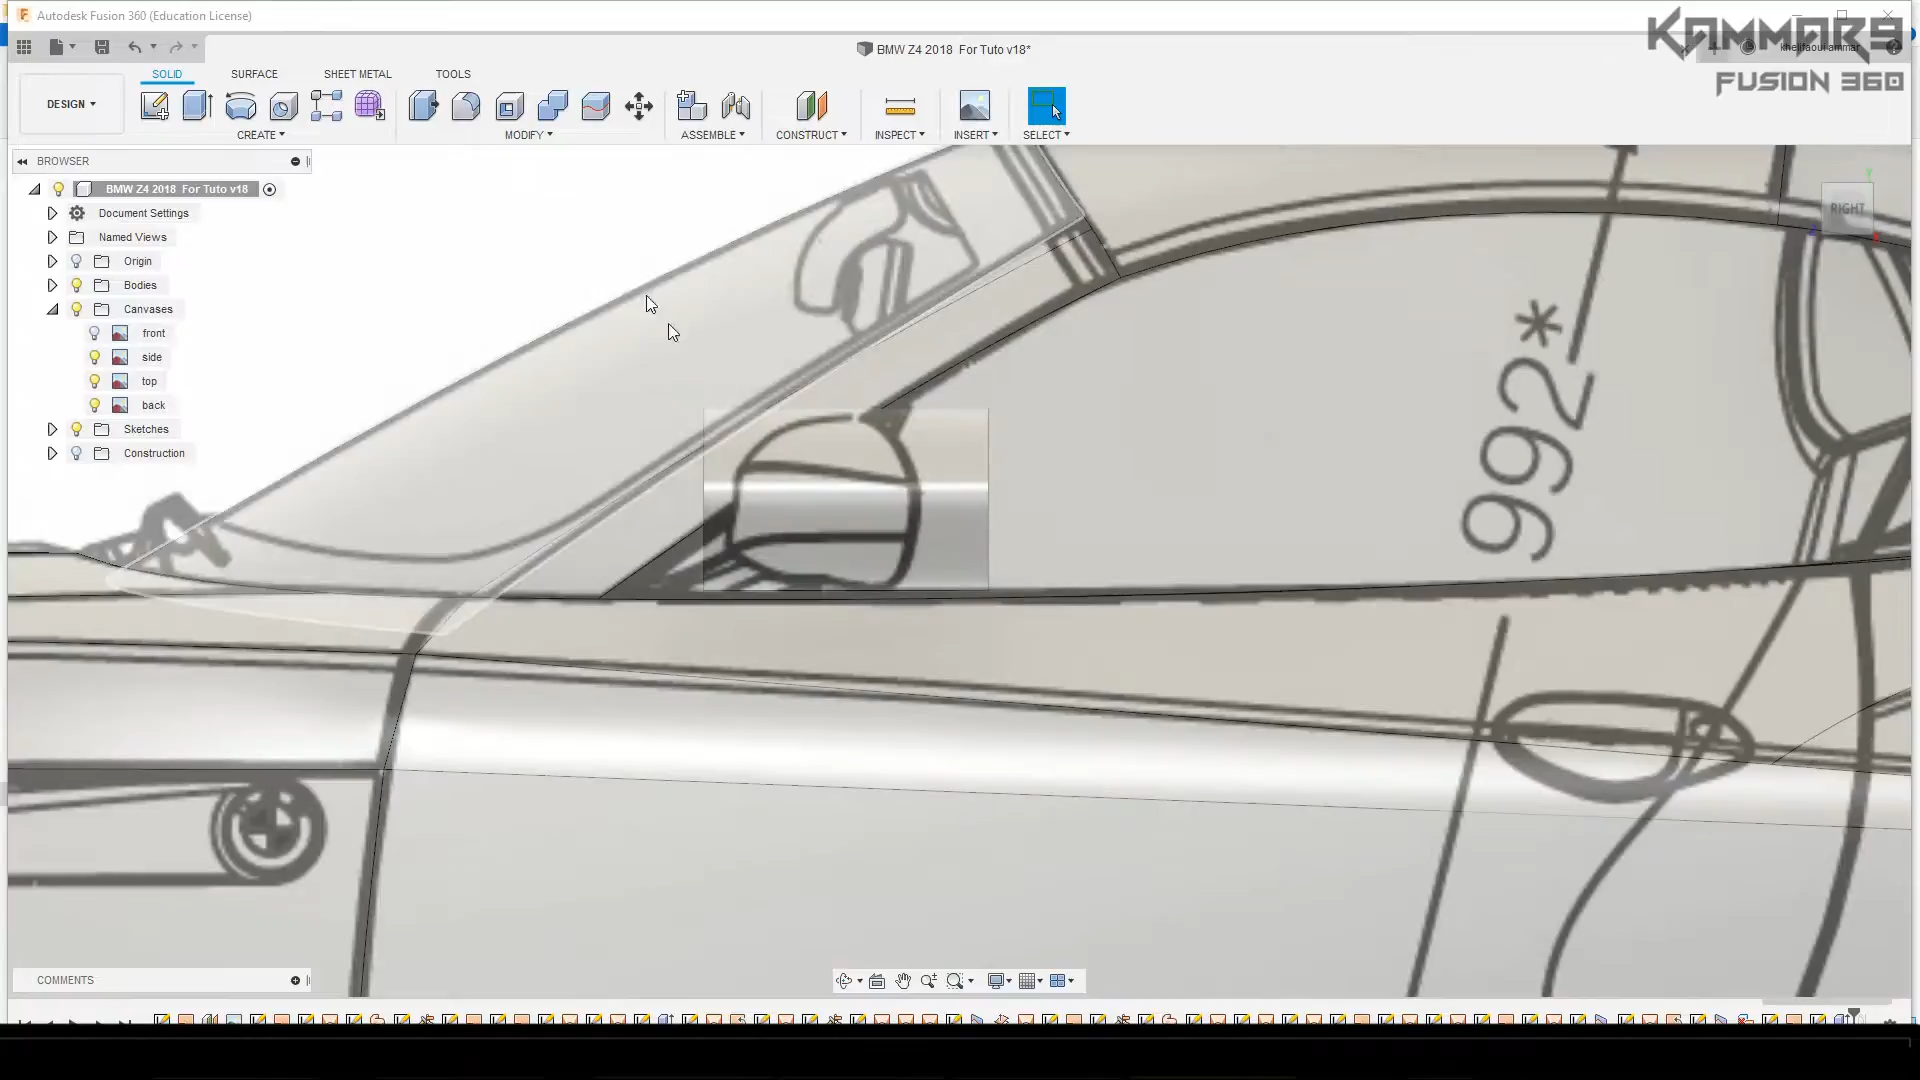 Autodesk Fusion 360 (Education License)
KAMMARS
FUSION 360
BMW Z4 2018 For Tuto v18*
khelifaoui ammar
SOLID SURFACE SHEET METAL TOOLS
DESIGN
CREATE MODIFY ASSEMBLE CONSTRUCT INSPECT INSERT SELECT
BROWSER
BMW Z4 2018 For Tuto v18
Document Settings
Named Views
Origin
Bodies
Canvases
front
side
top
back
Sketches
Construction
RIGHT
992*
COMMENTS